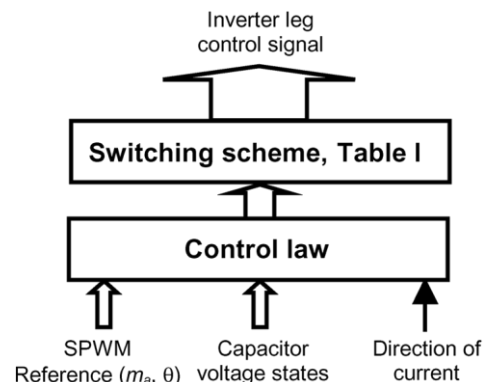 Inverter leg
control signal
Switching scheme, Table I
Control law
SPWM
Reference (mₐ, θ)
Capacitor
voltage states
Direction of
current